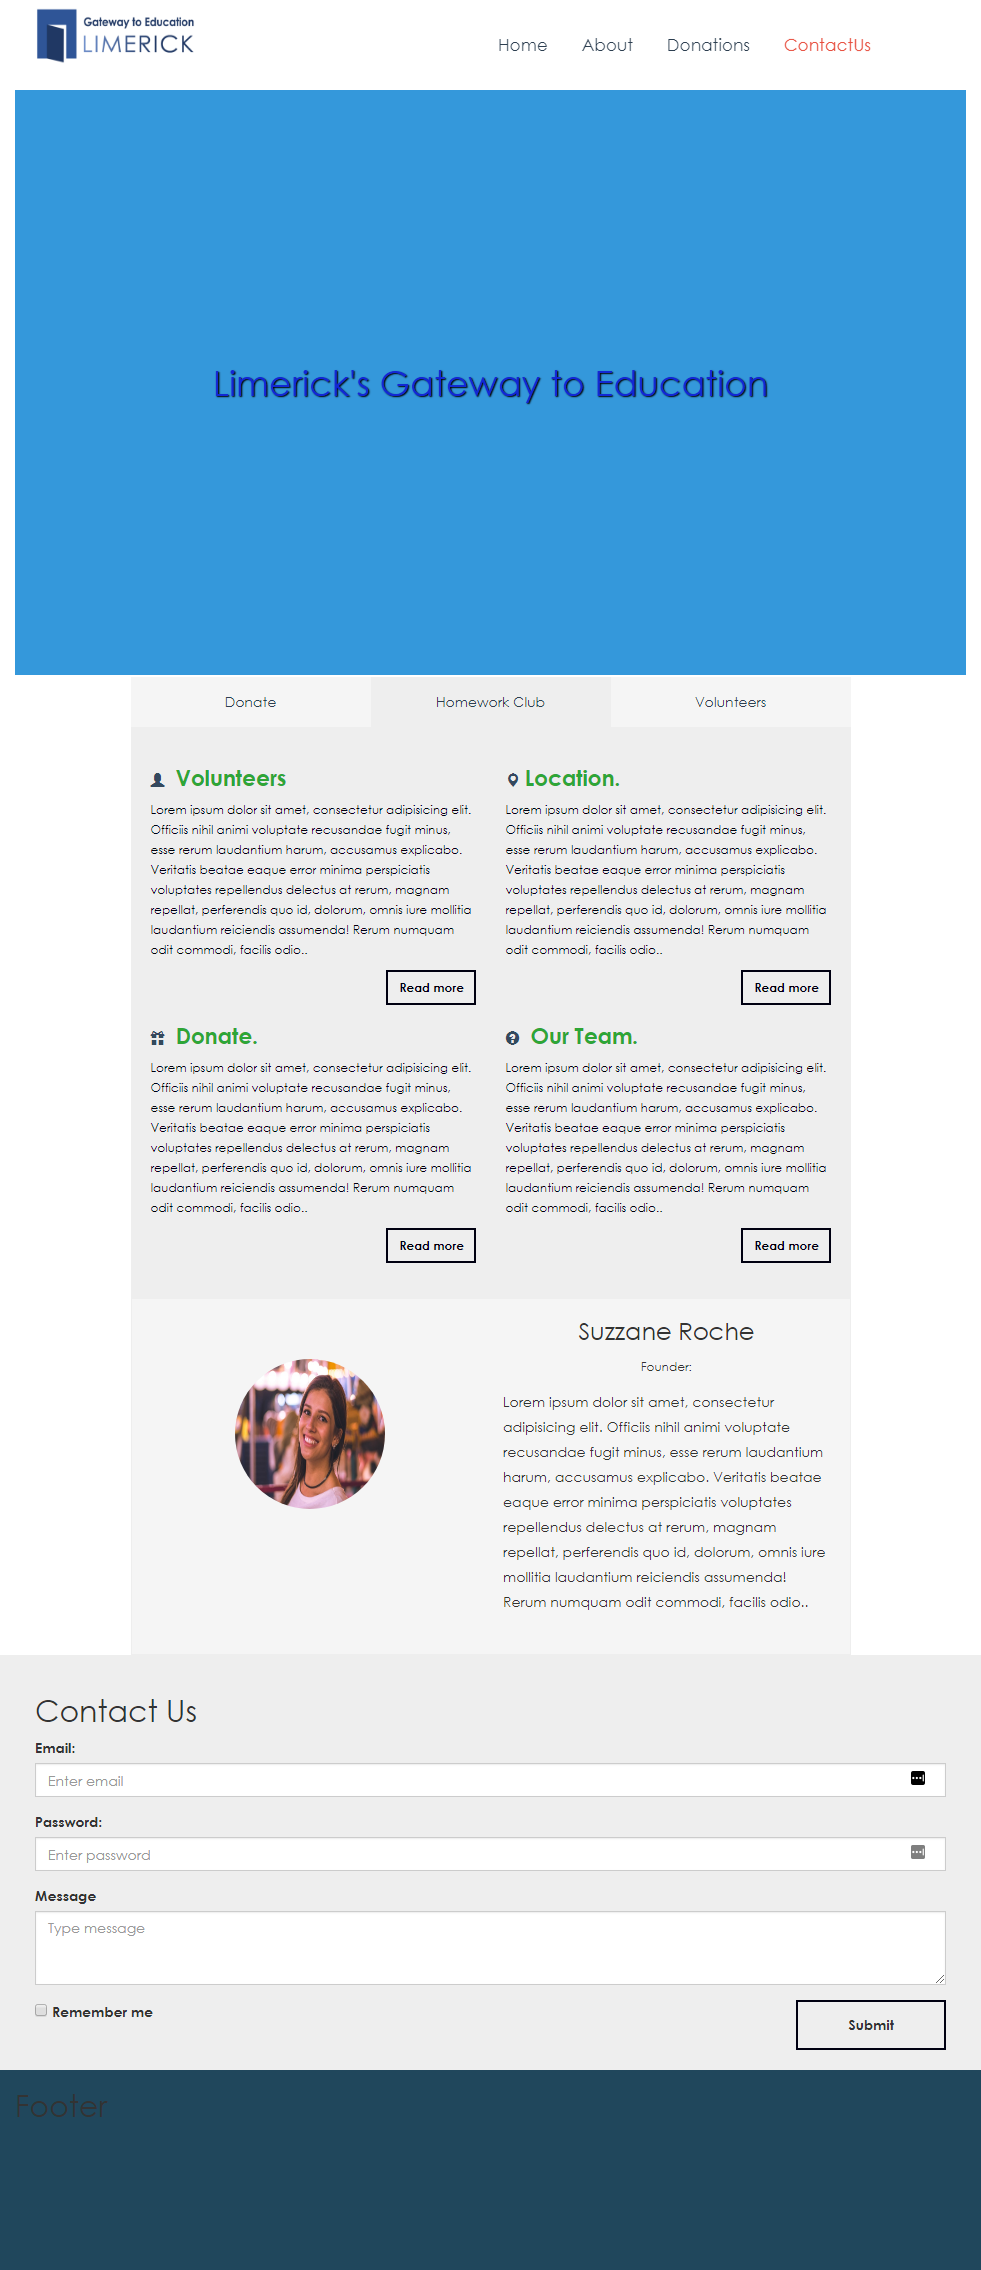 Gateway to Education
LIMERICK
Home
About
Donations
ContactUs
Limerick's Gateway to Education
Donate
Homework Club
Volunteers
Volunteers
Lorem ipsum dolor sit amet, consectetur adipisicing elit.
Officiis nihil animi voluptate recusandae fugit minus,
esse rerum laudantium harum, accusamus explicabo.
Veritatis beatae eaque error minima perspiciatis
voluptates repellendus delectus at rerum, magnam
repellat, perferendis quo id, dolorum, omnis iure mollitia
laudantium reiciendis assumenda! Rerum numquam
odit commodi, facilis odio..
Read more
Location.
Lorem ipsum dolor sit amet, consectetur adipisicing elit.
Officiis nihil animi voluptate recusandae fugit minus,
esse rerum laudantium harum, accusamus explicabo.
Veritatis beatae eaque error minima perspiciatis
voluptates repellendus delectus at rerum, magnam
repellat, perferendis quo id, dolorum, omnis iure mollitia
laudantium reiciendis assumenda! Rerum numquam
odit commodi, facilis odio..
Read more
Donate.
Lorem ipsum dolor sit amet, consectetur adipisicing elit.
Officiis nihil animi voluptate recusandae fugit minus,
esse rerum laudantium harum, accusamus explicabo.
Veritatis beatae eaque error minima perspiciatis
voluptates repellendus delectus at rerum, magnam
repellat, perferendis quo id, dolorum, omnis iure mollitia
laudantium reiciendis assumenda! Rerum numquam
odit commodi, facilis odio..
Read more
Our Team.
Lorem ipsum dolor sit amet, consectetur adipisicing elit.
Officiis nihil animi voluptate recusandae fugit minus,
esse rerum laudantium harum, accusamus explicabo.
Veritatis beatae eaque error minima perspiciatis
voluptates repellendus delectus at rerum, magnam
repellat, perferendis quo id, dolorum, omnis iure mollitia
laudantium reiciendis assumenda! Rerum numquam
odit commodi, facilis odio..
Read more
Suzzane Roche
Founder:
Lorem ipsum dolor sit amet, consectetur
adipisicing elit. Officiis nihil animi voluptate
recusandae fugit minus, esse rerum laudantium
harum, accusamus explicabo. Veritatis beatae
eaque error minima perspiciatis voluptates
repellendus delectus at rerum, magnam
repellat, perferendis quo id, dolorum, omnis iure
mollitia laudantium reiciendis assumenda!
Rerum numquam odit commodi, facilis odio..
Contact Us
Email:
Enter email
Password:
Enter password
Message
Type message
Remember me
Submit
Footer